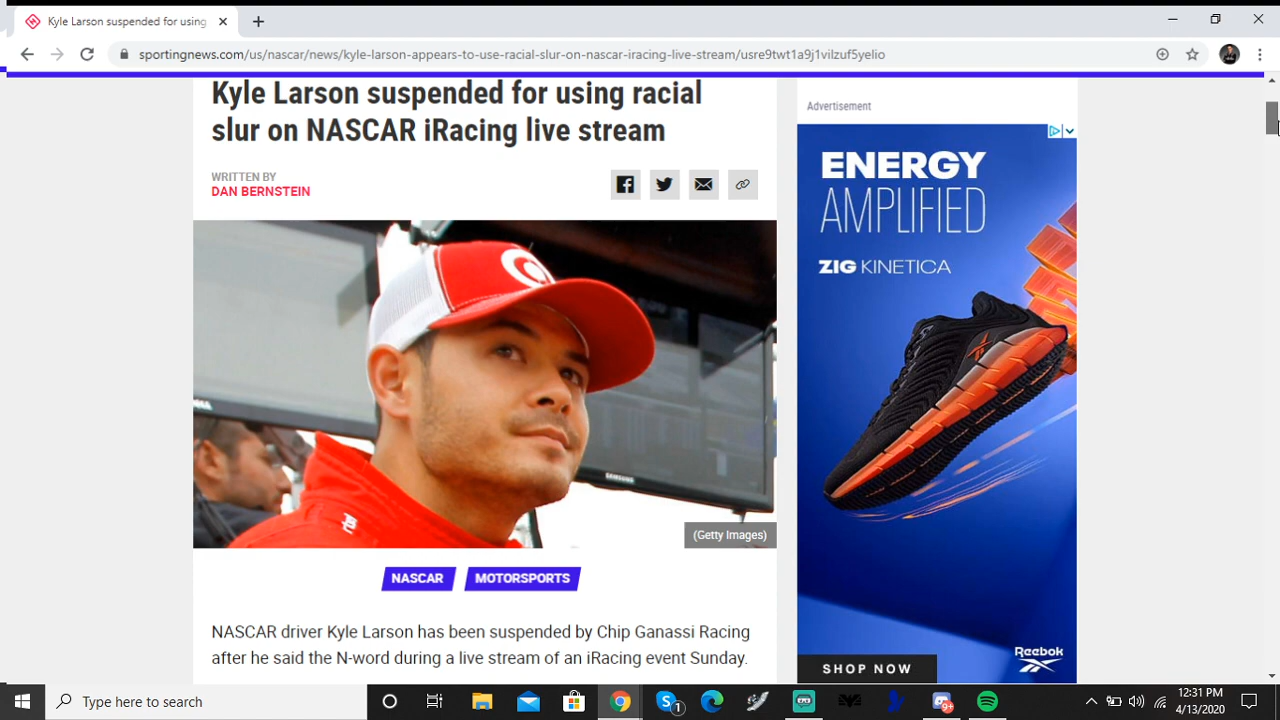 Kyle Larson suspended for using
sportingnews.com/us/nascar/news/kyle-larson-appears-to-use-racial-slur-on-nascar-iracing-live-stream/usre9twt1a9j1vilzuf5yelio
Kyle Larson suspended for using racial
slur on NASCAR iRacing live stream
WRITTEN BY
DAN BERNSTEIN
SAMSUNG
(Getty Images)
NASCAR
MOTORSPORTS
NASCAR driver Kyle Larson has been suspended by Chip Ganassi Racing
after he said the N-word during a live stream of an iRacing event Sunday.
Advertisement
ENERGY
AMPLIFIED
ZIG KINETICA
Reebok
SHOP NOW
Type here to search
1
9+
12:31 PM
4/13/2020